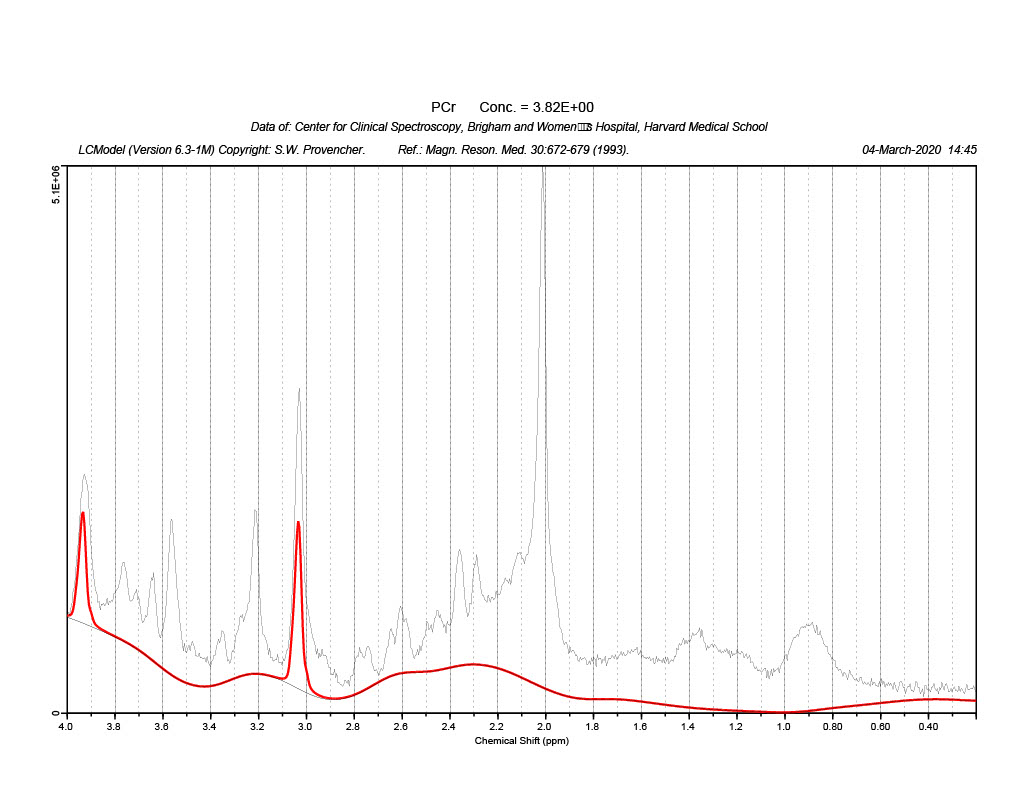 PCr Conc. = 3.82E+00
Data of: Center for Clinical Spectroscopy, Brigham and Women□□s Hospital, Harvard Medical School
LCModel (Version 6.3-1M) Copyright: S.W. Provencher. Ref.: Magn. Reson. Med. 30:672-679 (1993). 04-March-2020 14:45
5.1E+06
0
4.0 3.8 3.6 3.4 3.2 3.0 2.8 2.6 2.4 2.2 2.0 1.8 1.6 1.4 1.2 1.0 0.80 0.60 0.40
Chemical Shift (ppm)